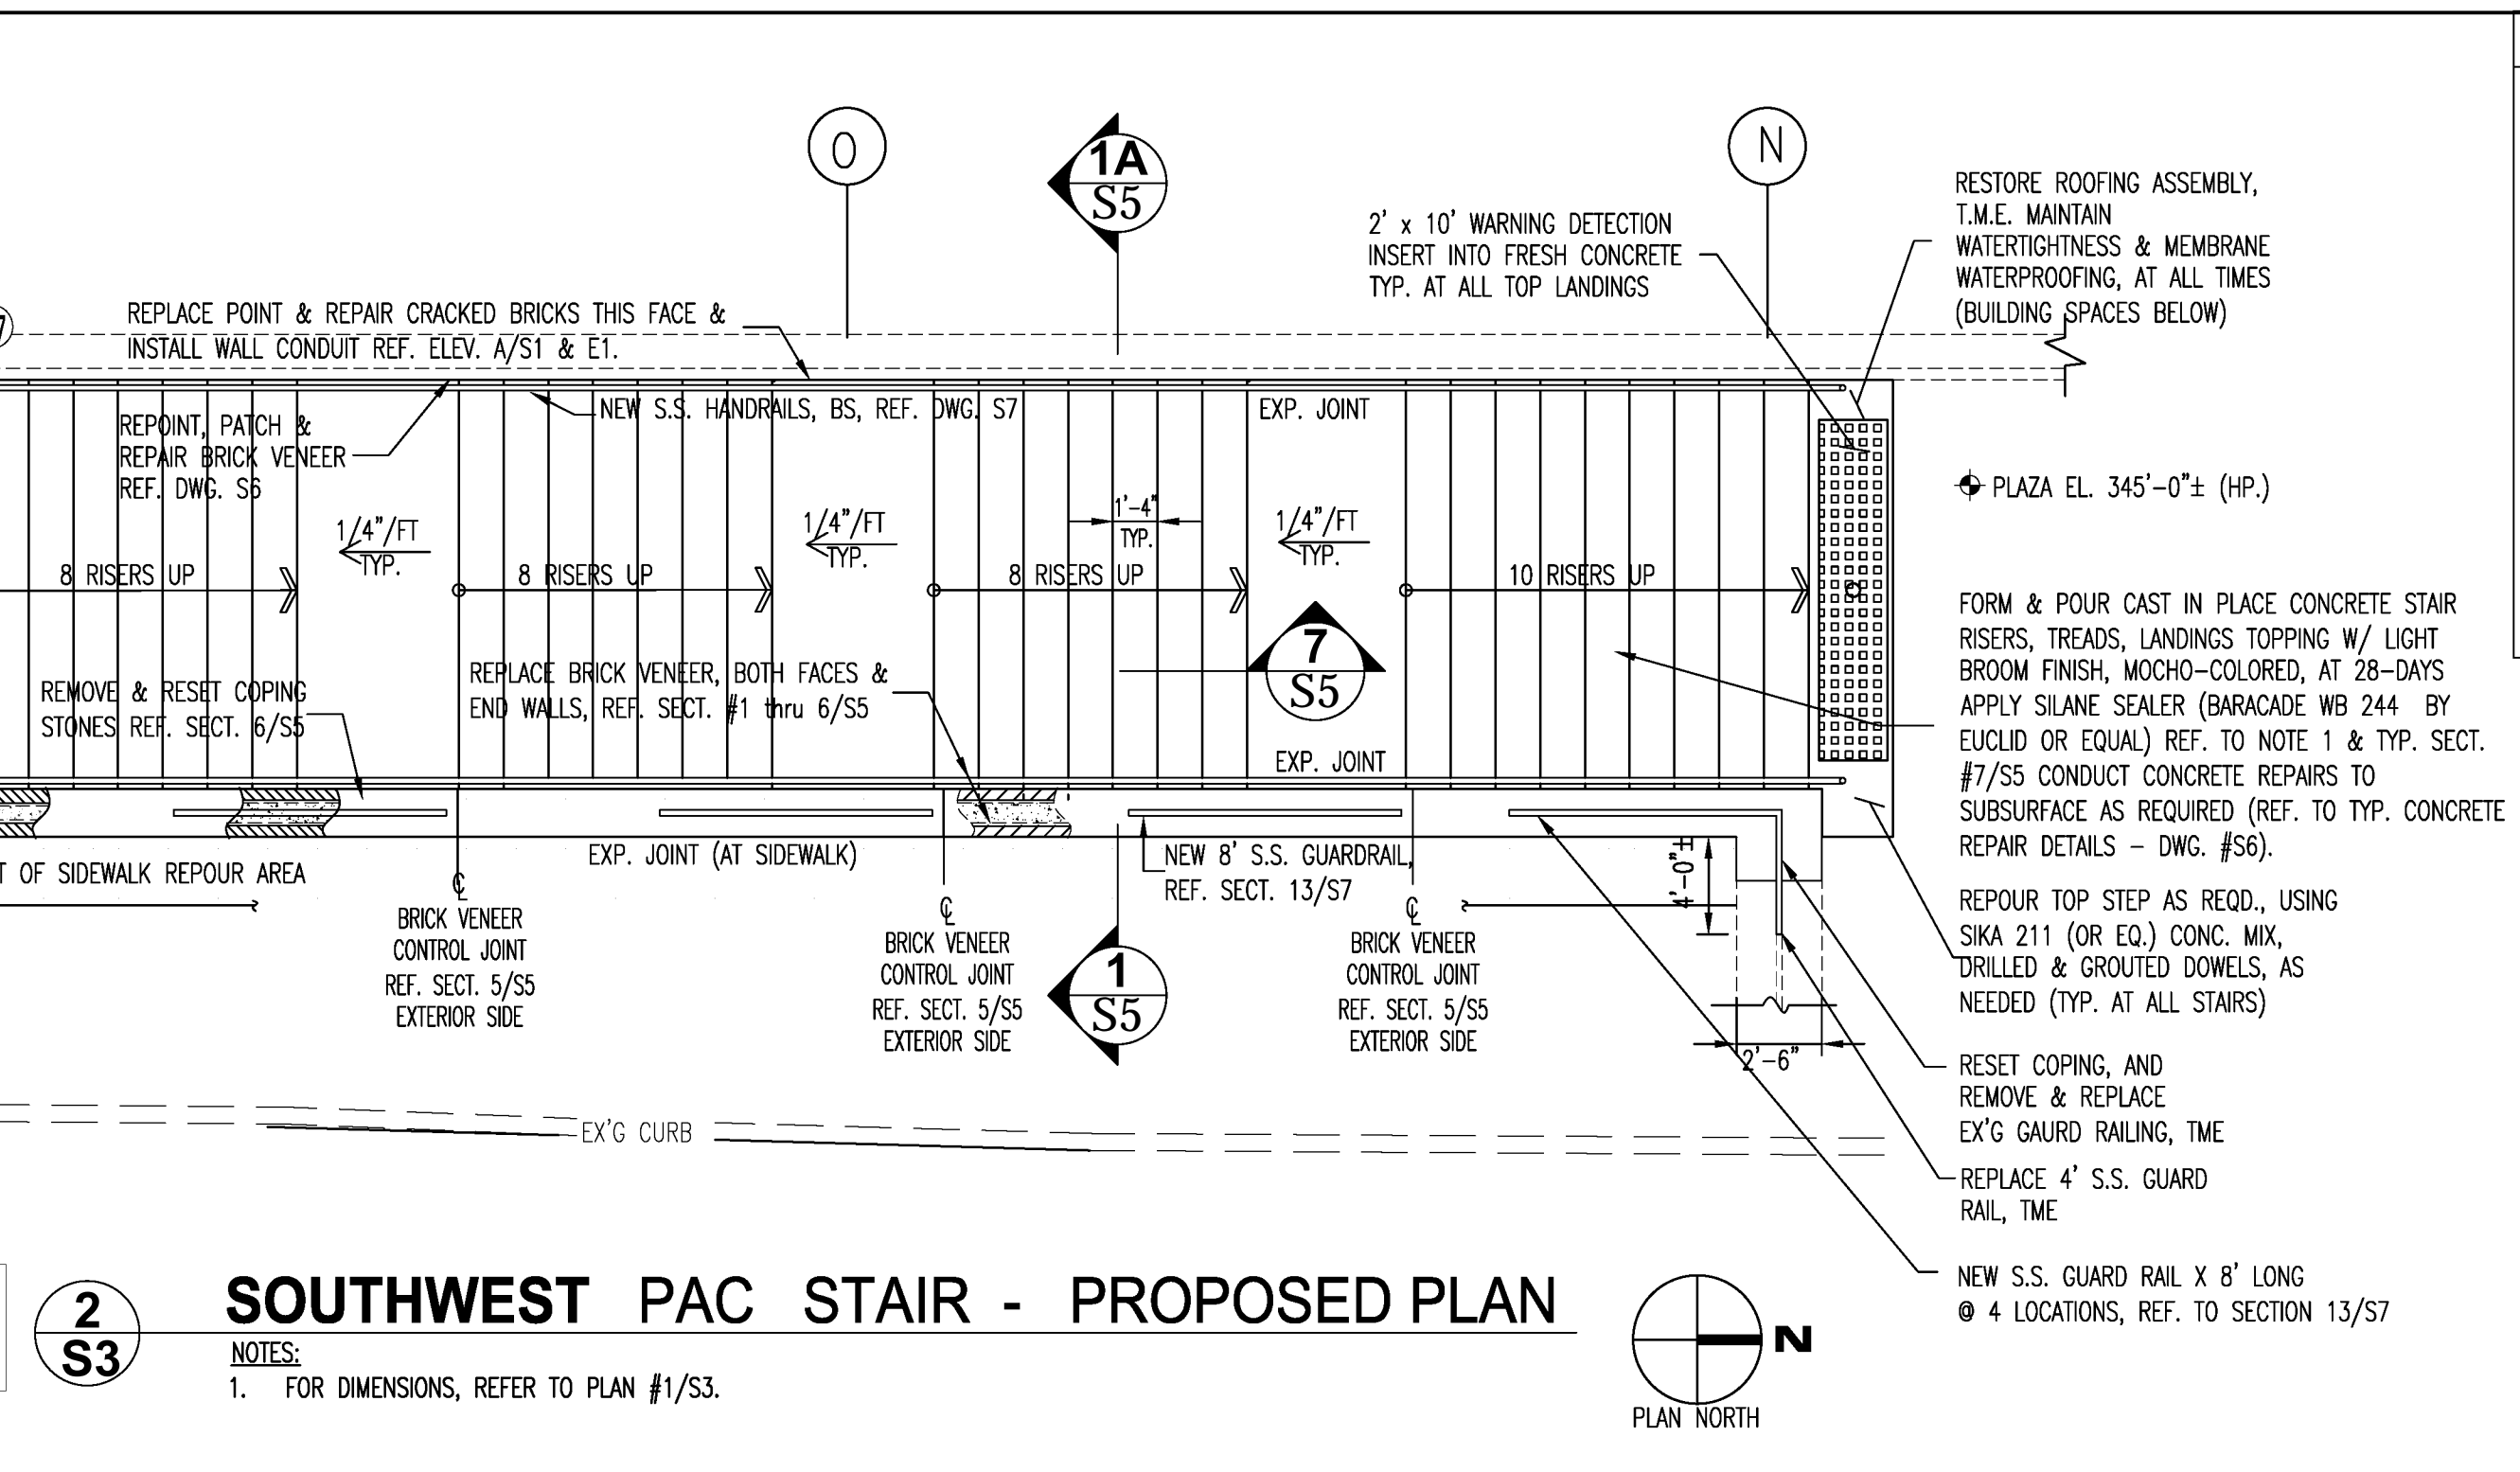 O
1A
S5
N
2' x 10' WARNING DETECTION
INSERT INTO FRESH CONCRETE
TYP. AT ALL TOP LANDINGS
RESTORE ROOFING ASSEMBLY,
T.M.E. MAINTAIN
WATERTIGHTNESS & MEMBRANE
WATERPROOFING, AT ALL TIMES
(BUILDING SPACES BELOW)
REPLACE POINT & REPAIR CRACKED BRICKS THIS FACE &
INSTALL WALL CONDUIT REF. ELEV. A/S1 & E1.
REPOINT, PATCH &
REPAIR BRICK VENEER
REF. DWG. S6
NEW S.S. HANDRAILS, BS, REF. DWG. S7
EXP. JOINT
PLAZA EL. 345'-0"± (HP.)
1/4"/FT
TYP.
1/4"/FT
TYP.
1'-4"
TYP.
1/4"/FT
TYP.
8 RISERS UP
8 RISERS UP
8 RISERS UP
10 RISERS UP
FORM & POUR CAST IN PLACE CONCRETE STAIR
RISERS, TREADS, LANDINGS TOPPING W/ LIGHT
BROOM FINISH, MOCHO-COLORED, AT 28-DAYS
APPLY SILANE SEALER (BARACADE WB 244 BY
EUCLID OR EQUAL) REF. TO NOTE 1 & TYP. SECT.
#7/S5 CONDUCT CONCRETE REPAIRS TO
SUBSURFACE AS REQUIRED (REF. TO TYP. CONCRETE
REPAIR DETAILS - DWG. #S6).
REMOVE & RESET COPING
STONES REF. SECT. 6/S5
REPLACE BRICK VENEER, BOTH FACES &
END WALLS, REF. SECT. #1 thru 6/S5
7
S5
EXP. JOINT
T OF SIDEWALK REPOUR AREA
EXP. JOINT (AT SIDEWALK)
NEW 8' S.S. GUARDRAIL,
REF. SECT. 13/S7
4'-0"±
REPOUR TOP STEP AS REQD., USING
SIKA 211 (OR EQ.) CONC. MIX,
DRILLED & GROUTED DOWELS, AS
NEEDED (TYP. AT ALL STAIRS)
℄
BRICK VENEER
CONTROL JOINT
REF. SECT. 5/S5
EXTERIOR SIDE
℄
BRICK VENEER
CONTROL JOINT
REF. SECT. 5/S5
EXTERIOR SIDE
1
S5
℄
BRICK VENEER
CONTROL JOINT
REF. SECT. 5/S5
EXTERIOR SIDE
2'-6"
RESET COPING, AND
REMOVE & REPLACE
EX'G GAURD RAILING, TME
EX'G CURB
REPLACE 4' S.S. GUARD
RAIL, TME
NEW S.S. GUARD RAIL X 8' LONG
@ 4 LOCATIONS, REF. TO SECTION 13/S7
2
S3
SOUTHWEST PAC STAIR - PROPOSED PLAN
NOTES:
1. FOR DIMENSIONS, REFER TO PLAN #1/S3.
N
PLAN NORTH